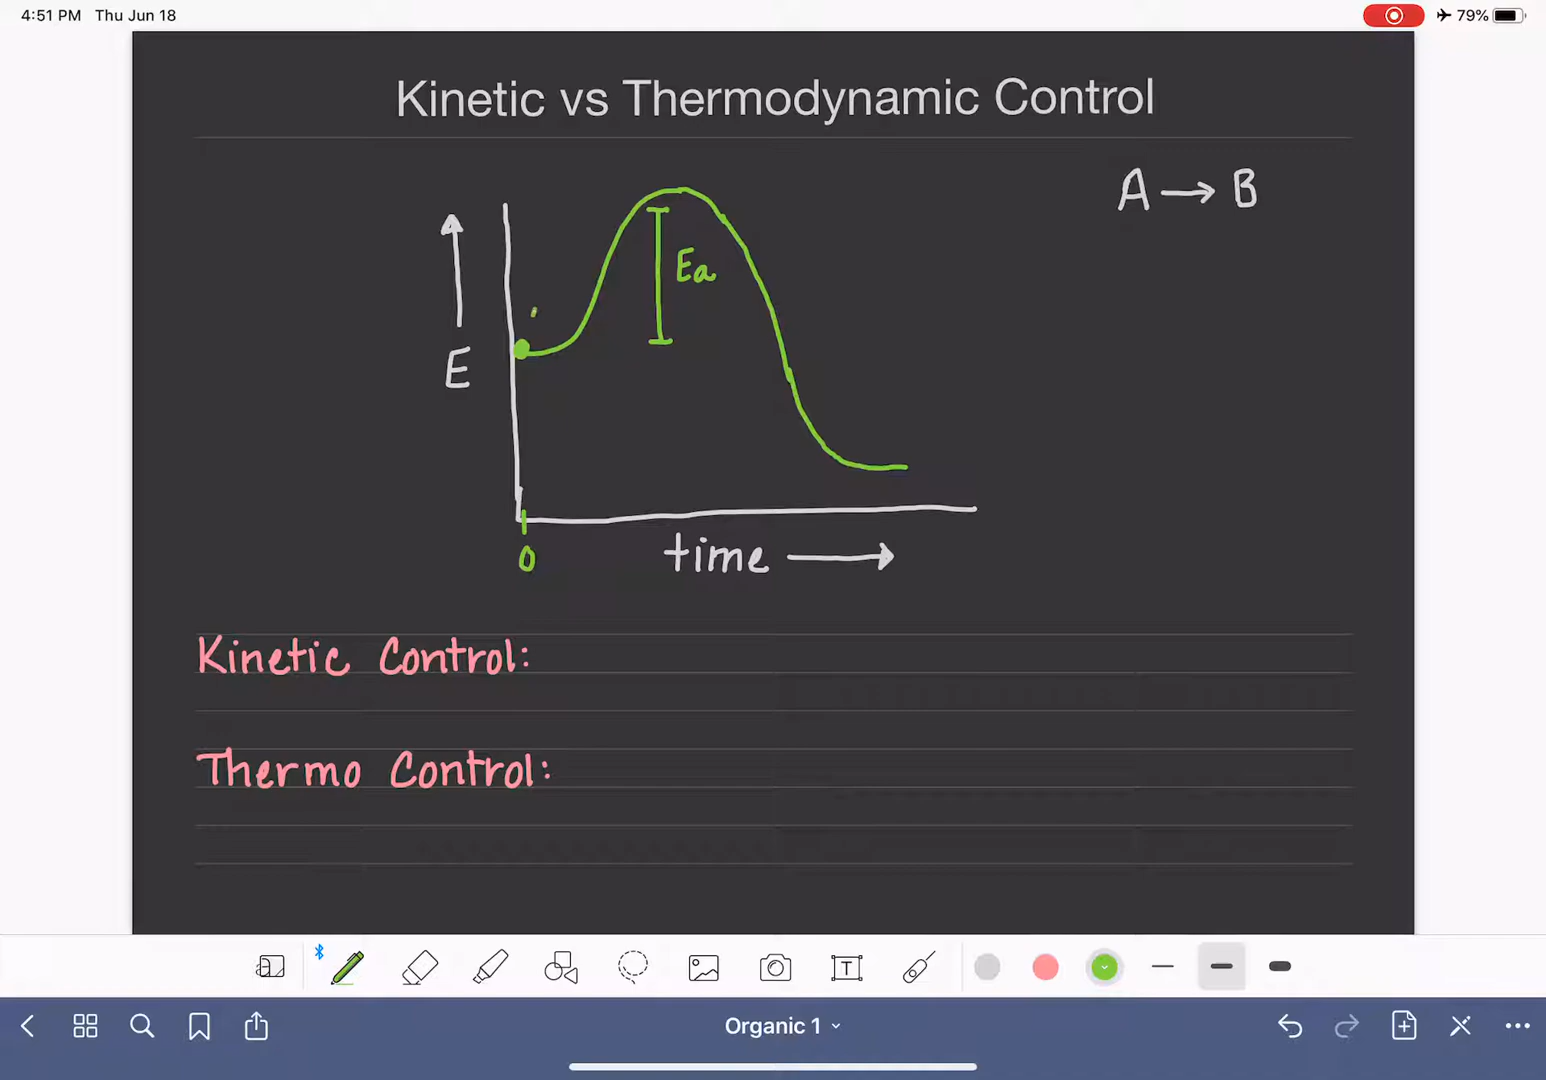 4:51 PM Thu Jun 18
79%
Kinetic vs Thermodynamic Control
A → B
Ea
E
0
time →
Kinetic Control:
Thermo Control:
Organic 1